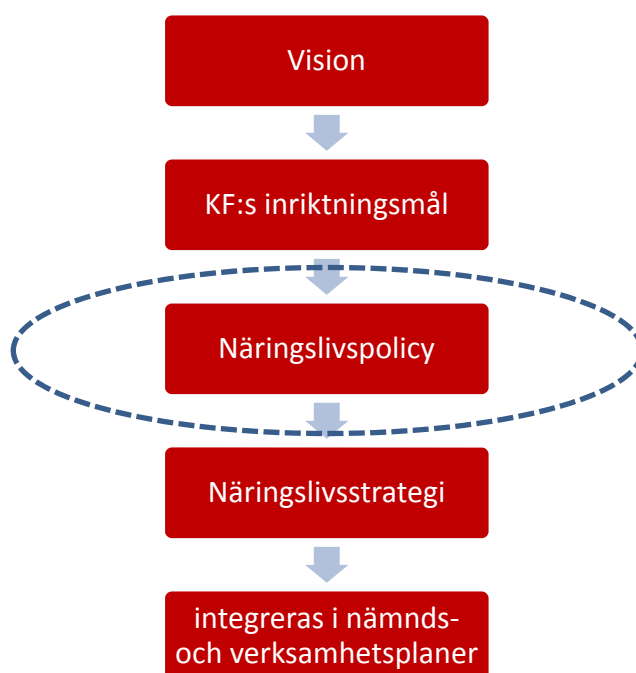 Vision
KF:s inriktningsmål
Näringslivspolicy
Näringslivsstrategi
integreras i nämnds-
och verksamhetsplaner